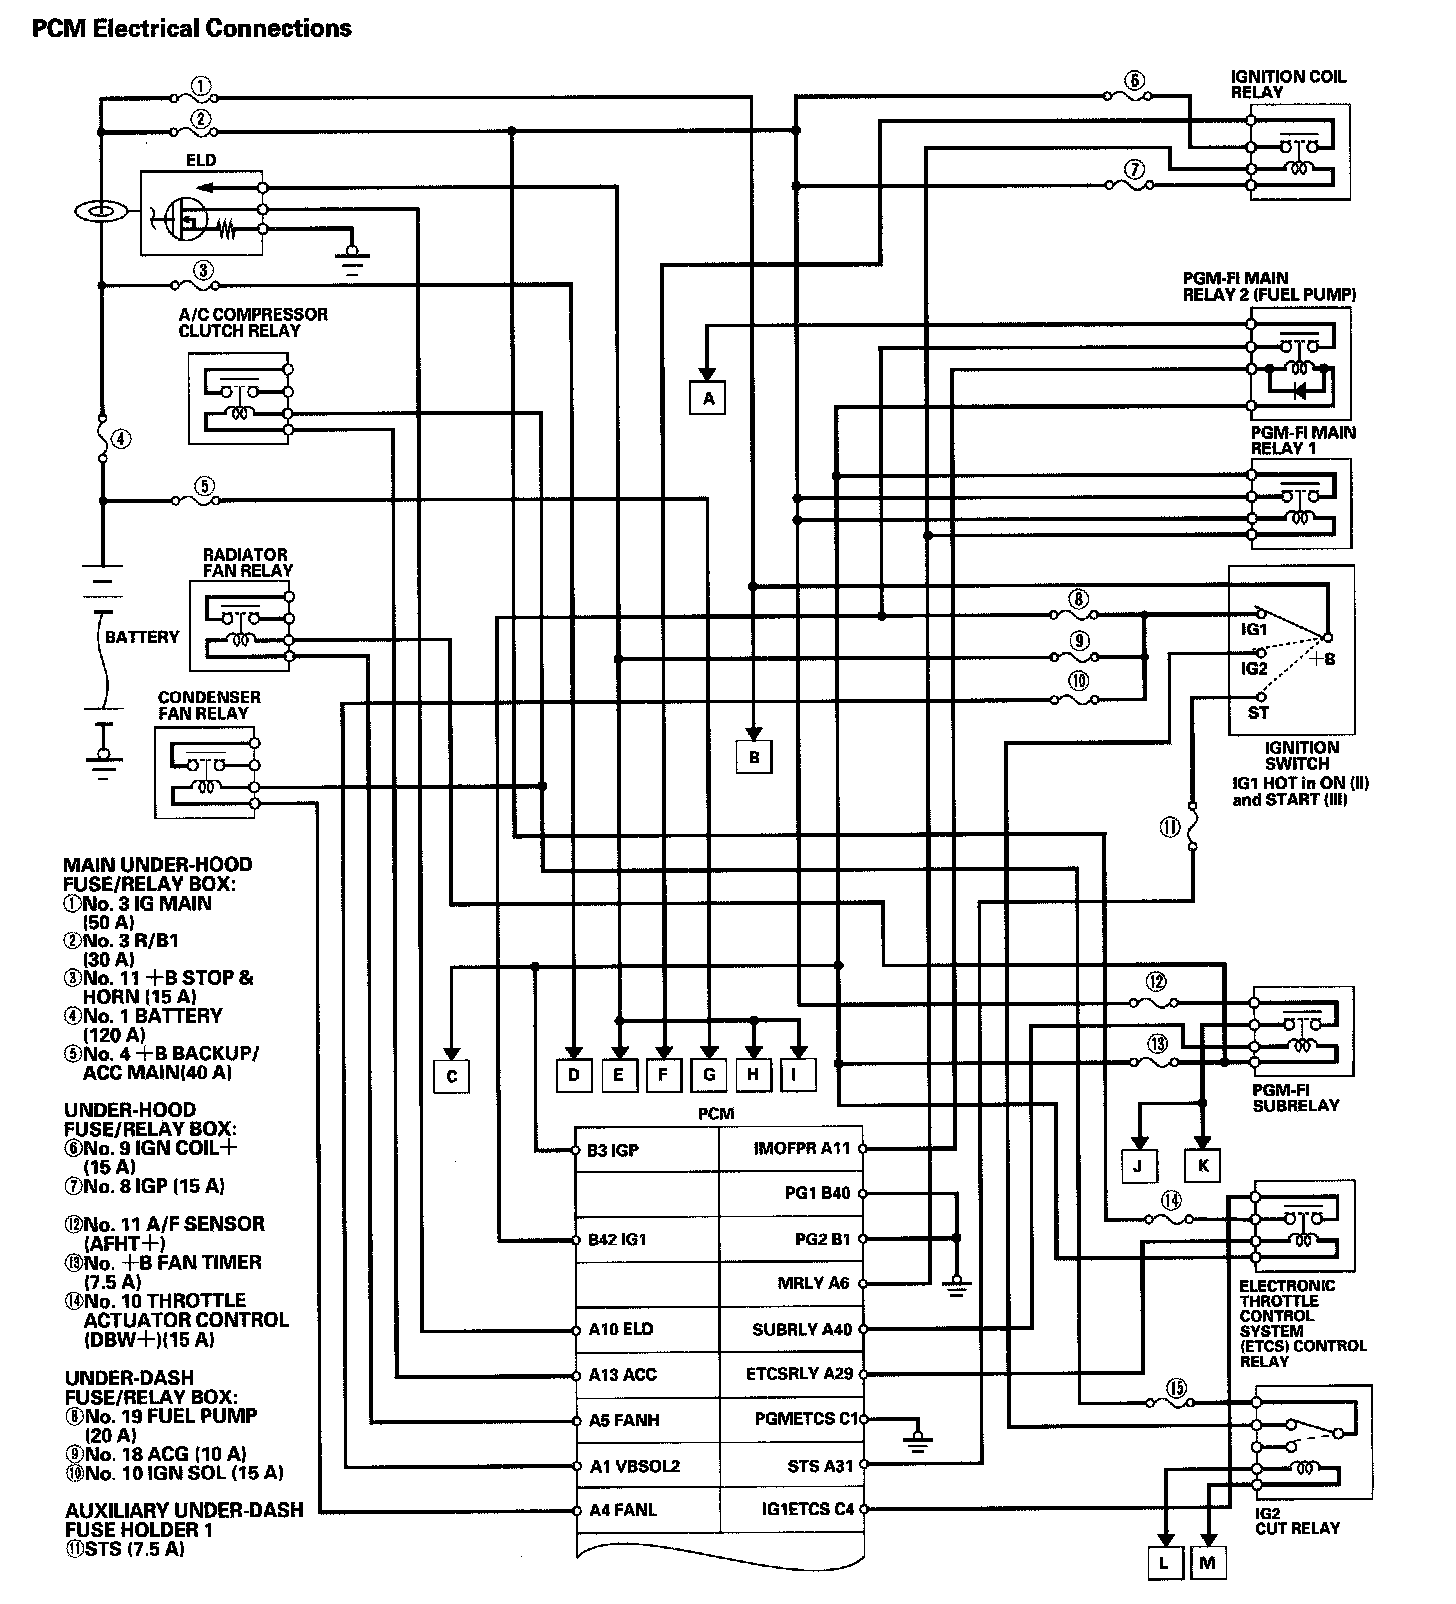 PCM Electrical Connections
①
②
ELD
③
A/C COMPRESSOR
CLUTCH RELAY
④
⑤
RADIATOR
FAN RELAY
BATTERY
CONDENSER
FAN RELAY
⑥
IGNITION COIL
RELAY
⑦
PGM-FI MAIN
RELAY 2 (FUEL PUMP)
A
PGM-FI MAIN
RELAY 1
⑧
⑨
⑩
IG1
IG2
+B
ST
B
IGNITION
SWITCH
IG1 HOT in ON (II)
and START (III)
⑪
MAIN UNDER-HOOD
FUSE/RELAY BOX:
①No. 3 IG MAIN
(50 A)
②No. 3 R/B1
(30 A)
③No. 11 +B STOP &
HORN (15 A)
④No. 1 BATTERY
(120 A)
⑤No. 4 +B BACKUP/
ACC MAIN(40 A)
UNDER-HOOD
FUSE/RELAY BOX:
⑥No. 9 IGN COIL+
(15 A)
⑦No. 8 IGP (15 A)
⑫No. 11 A/F SENSOR
(AFHT+)
⑬No. +B FAN TIMER
(7.5 A)
⑭No. 10 THROTTLE
ACTUATOR CONTROL
(DBW+)(15 A)
UNDER-DASH
FUSE/RELAY BOX:
⑧No. 19 FUEL PUMP
(20 A)
⑨No. 18 ACG (10 A)
⑩No. 10 IGN SOL (15 A)
AUXILIARY UNDER-DASH
FUSE HOLDER 1
⑪STS (7.5 A)
C
D
E
F
G
H
I
PCM
B3 IGP
B42 IG1
A10 ELD
A13 ACC
A5 FANH
A1 VBSOL2
A4 FANL
IMOFPR A11
PG1 B40
PG2 B1
MRLY A6
SUBRLY A40
ETCSRLY A29
PGMETCS C1
STS A31
IG1ETCS C4
⑫
⑬
PGM-FI
SUBRELAY
J
K
⑭
ELECTRONIC
THROTTLE
CONTROL
SYSTEM
(ETCS) CONTROL
RELAY
⑮
IG2
CUT RELAY
L
M